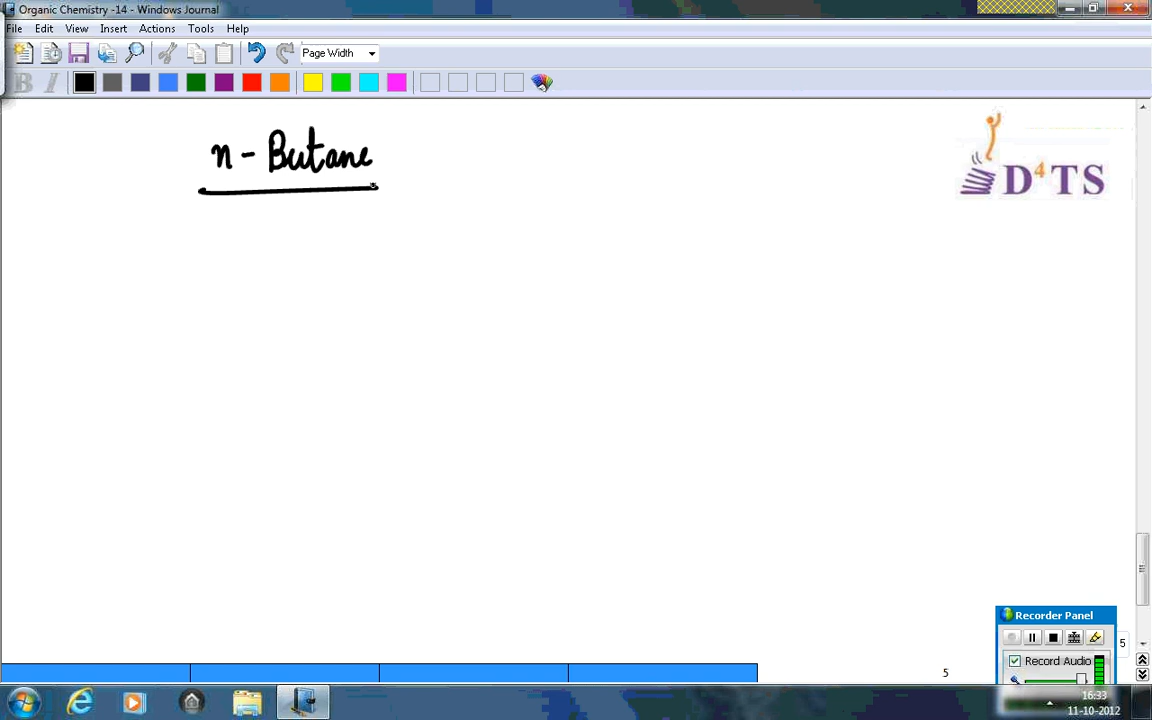 Organic Chemistry -14 - Windows Journal
File Edit View Insert Actions Tools Help
Page Width
B I
n - Butane
D4TS
Recorder Panel
5
Record Audio
5
16:33
11-10-2012